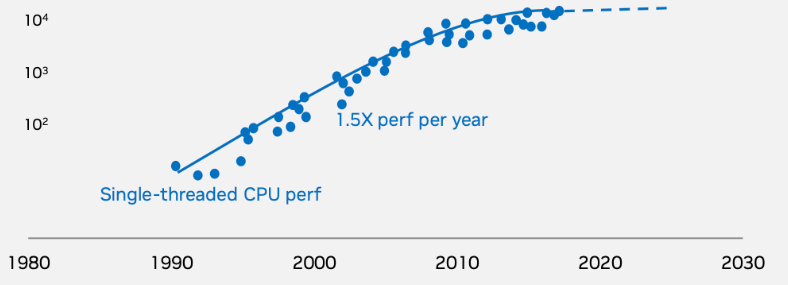 10⁴
10³
10²
1.5X perf per year
Single-threaded CPU perf
1980 1990 2000 2010 2020 2030